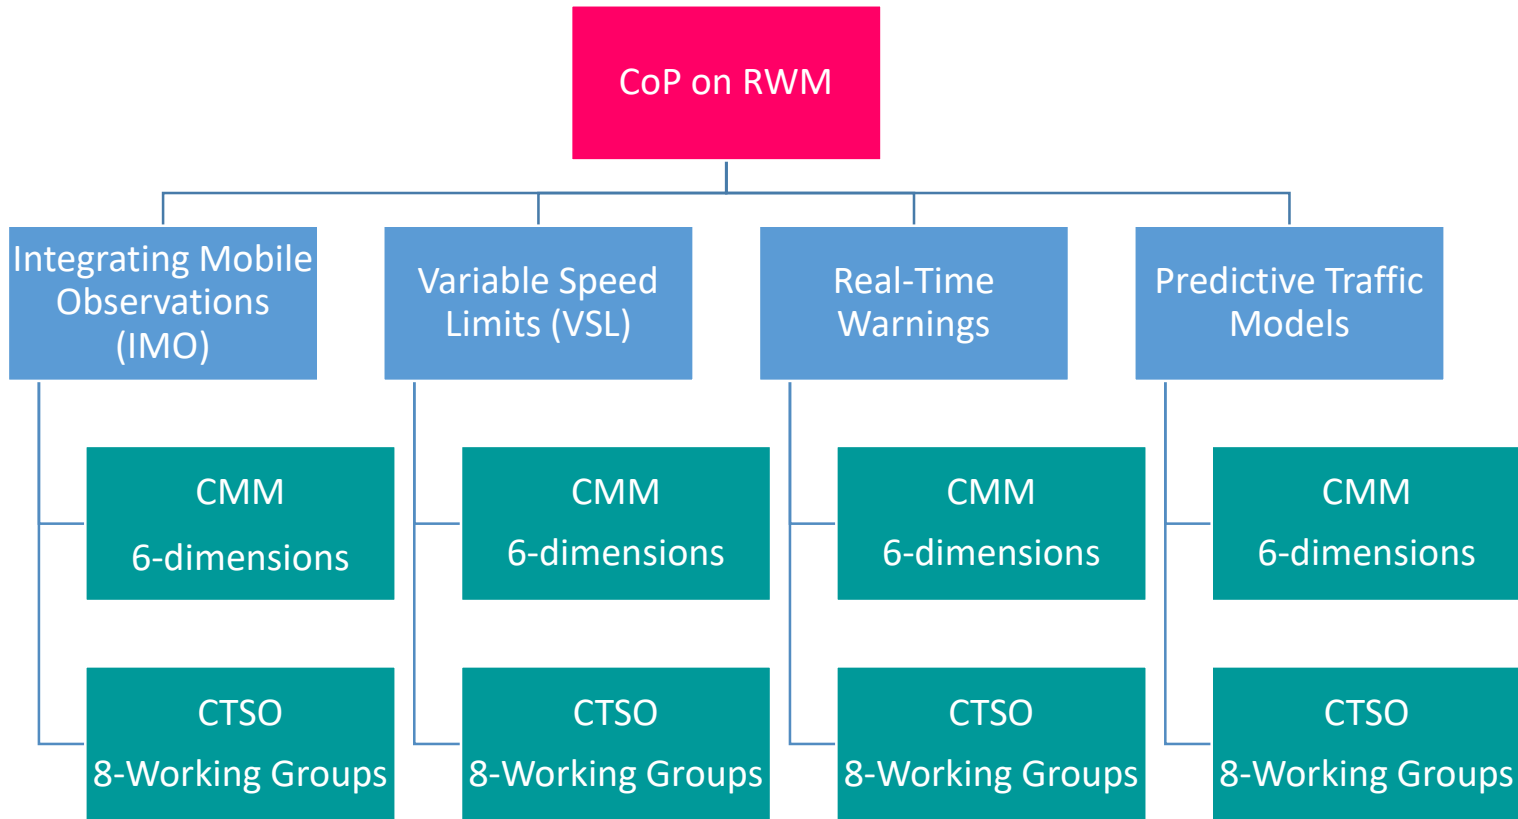 CoP on RWM
Integrating Mobile
Observations
(IMO)
Variable Speed
Limits (VSL)
Real-Time
Warnings
Predictive Traffic
Models
CMM
6-dimensions
CMM
6-dimensions
CMM
6-dimensions
CMM
6-dimensions
CTSO
8-Working Groups
CTSO
8-Working Groups
CTSO
8-Working Groups
CTSO
8-Working Groups